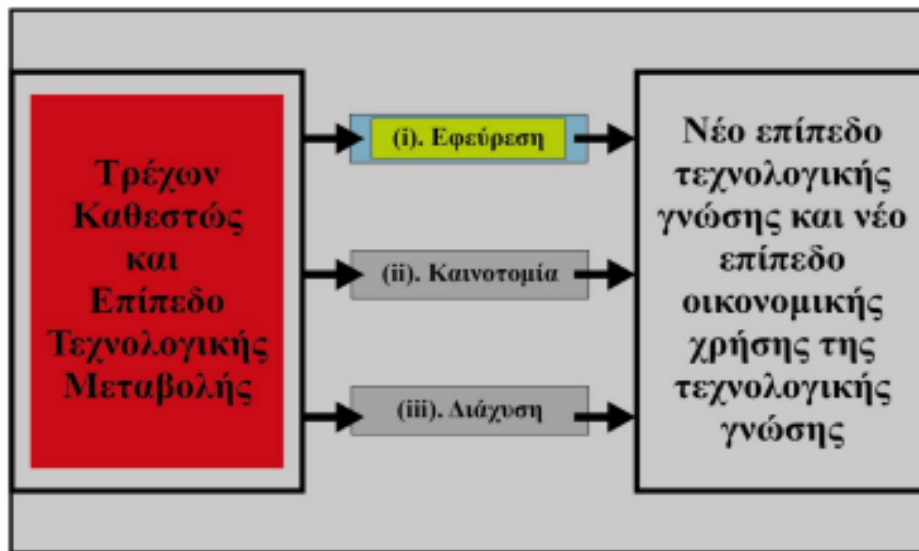 Τρέχων
Καθεστώς
και
Επίπεδο
Τεχνολογικής
Μεταβολής
(i). Εφεύρεση
(ii). Καινοτομία
(iii). Διάχυση
Νέο επίπεδο
τεχνολογικής
γνώσης και νέο
επίπεδο
οικονομικής
χρήσης της
τεχνολογικής
γνώσης